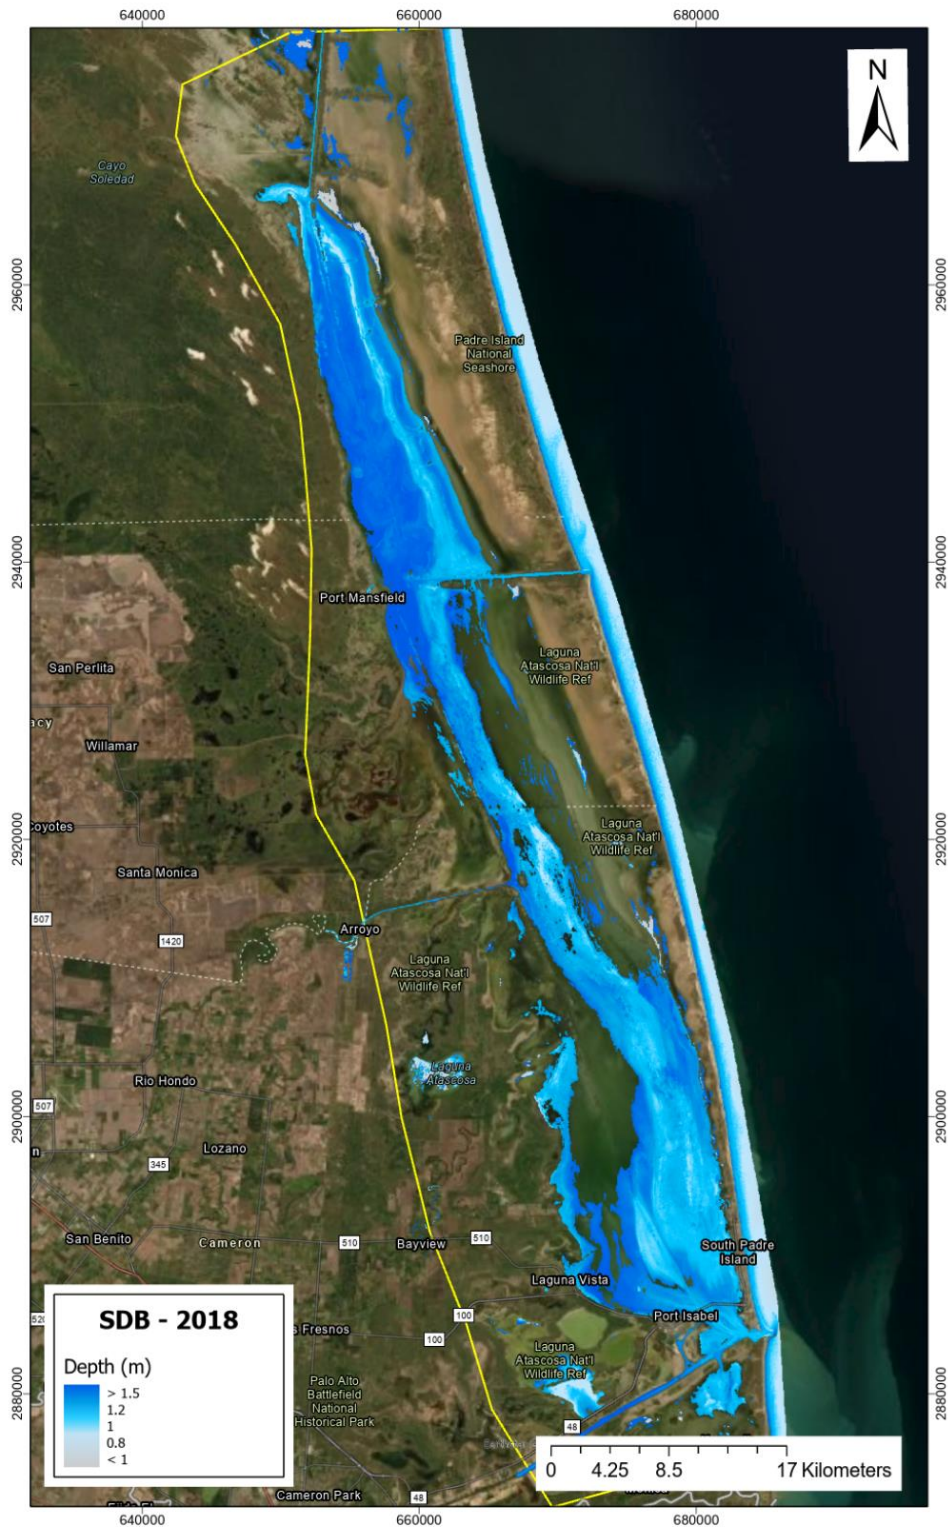 640000
660000
680000
N
Cayo
Soledad
2960000
2960000
Padre Island
National
Seashore
2940000
2940000
Port Mansfield
Laguna
Atascosa Nat'l
Wildlife Ref
San Perlita
acy
Willamar
Coyotes
2920000
2920000
Laguna
Atascosa Nat'l
Wildlife Ref
Santa Monica
507
1420
Arroyo
Laguna
Atascosa Nat'l
Wildlife Ref
Laguna
Atascosa
Rio Hondo
507
2900000
2900000
n
Lozano
345
San Benito
Cameron
510
Bayview
510
South Padre
Island
Laguna Vista
Port Isabel
100
100
s Fresnos
520
Laguna
Atascosa Nat'l
Wildlife Ref
Palo Alto
Battlefield
National
Historical Park
2880000
2880000
48
SDB - 2018
Depth (m)
> 1.5
1.2
1
0.8
< 1
0 4.25 8.5 17 Kilometers
Cameron Park
48
640000
660000
680000